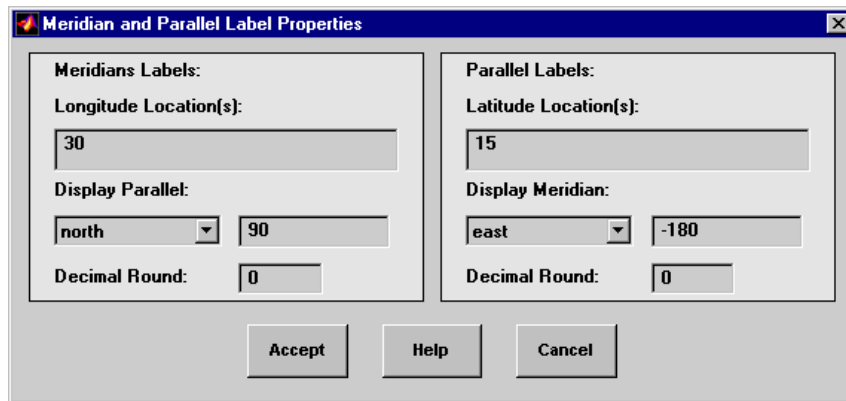 Meridian and Parallel Label Properties
Meridians Labels:
Longitude Location(s):
30
Display Parallel:
north
90
Decimal Round:
0
Parallel Labels:
Latitude Location(s):
15
Display Meridian:
east
-180
Decimal Round:
0
Accept
Help
Cancel